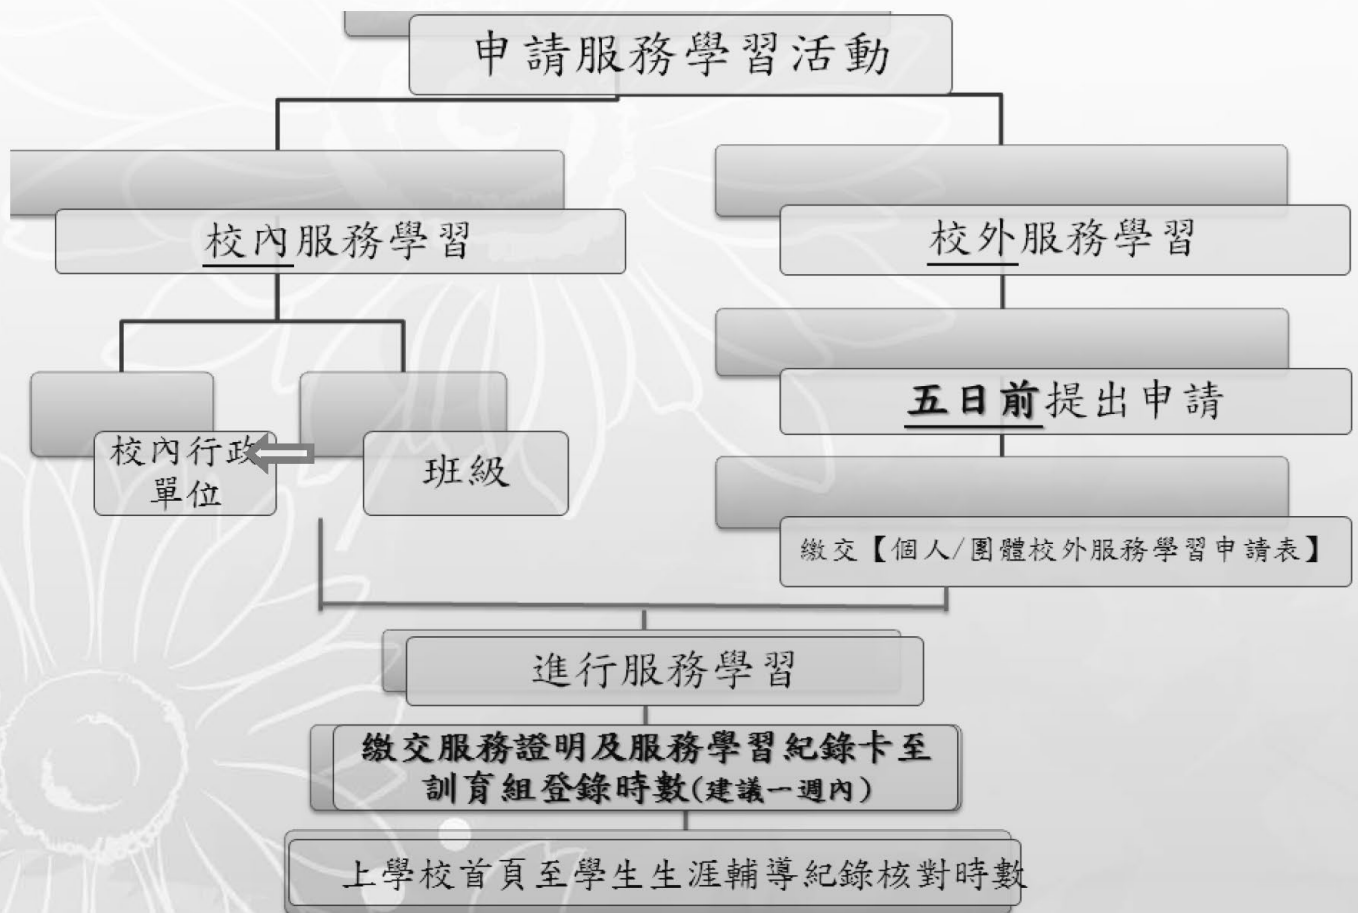 申請服務學習活動
校內服務學習
校外服務學習
五日前提出申請
校內行政
單位
班級
繳交【個人/團體校外服務學習申請表】
進行服務學習
繳交服務證明及服務學習紀錄卡至
訓育組登錄時數(建議一週內)
上學校首頁至學生生涯輔導紀錄核對時數